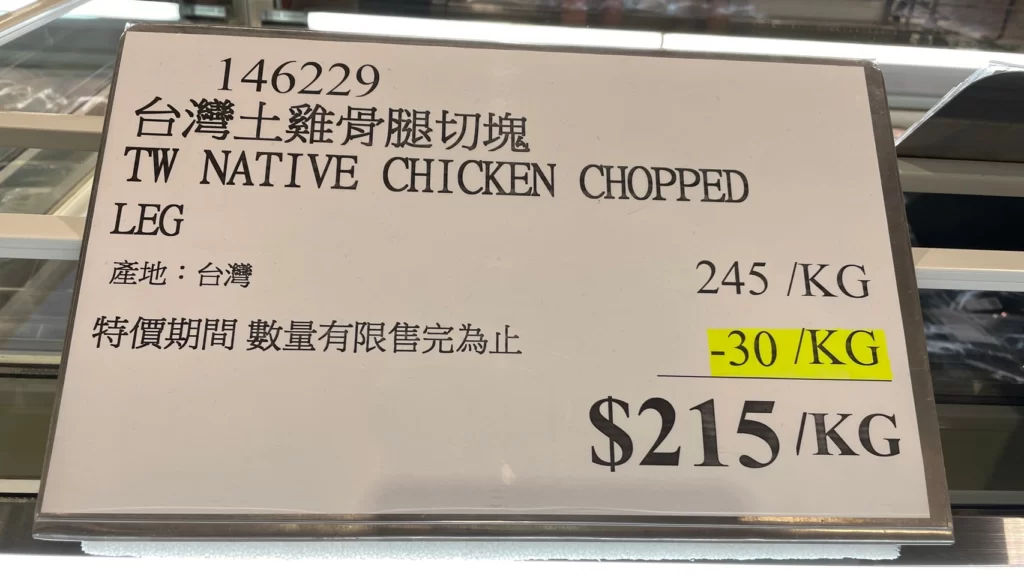 146229
台灣土雞骨腿切塊
TW NATIVE CHICKEN CHOPPED
LEG
產地：台灣
245 /KG
特價期間 數量有限售完為止
-30 /KG
$215 /KG